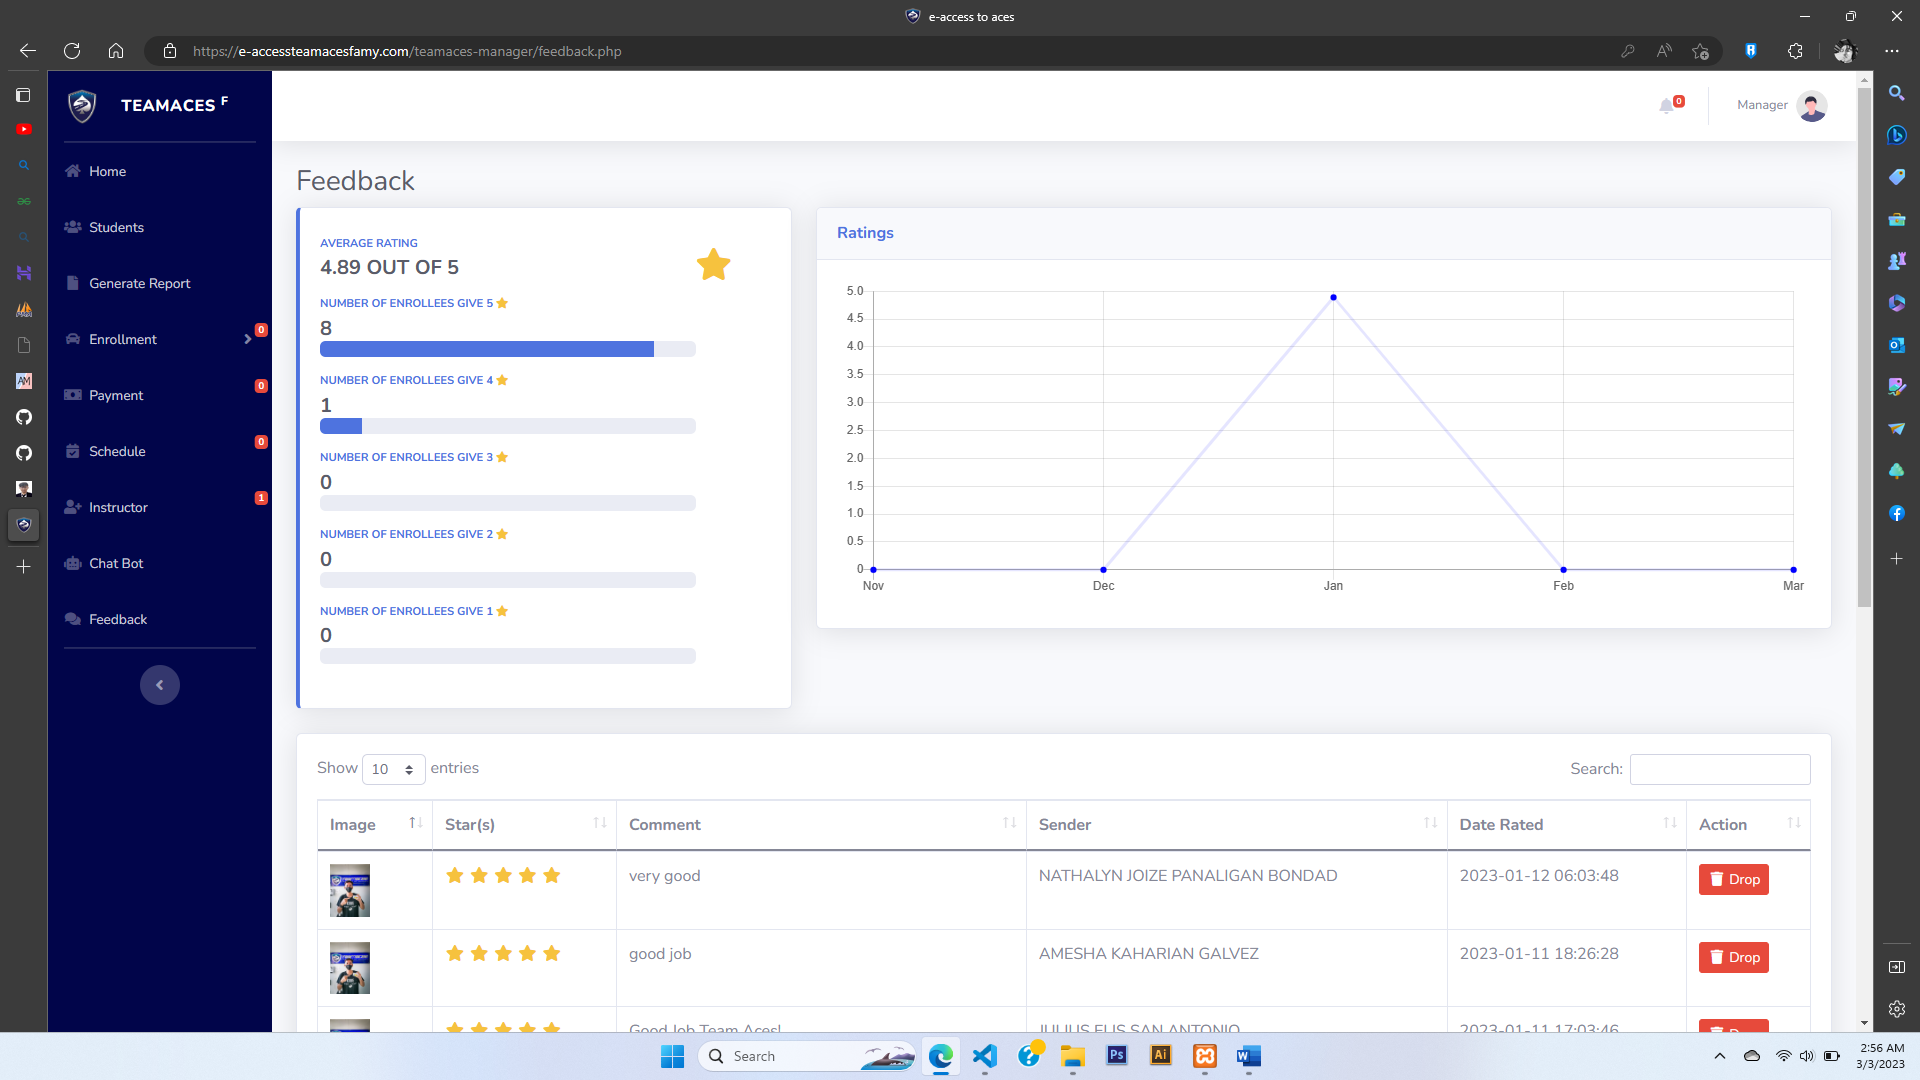 e-access to aces
https://e-accessteamacesfamy.com/teamaces-manager/feedback.php
TEAMACES F
0
Manager
Home
Students
Generate Report
Enrollment
0
Payment
0
Schedule
0
Instructor
1
Chat Bot
Feedback
Feedback
AVERAGE RATING
4.89 OUT OF 5
NUMBER OF ENROLLEES GIVE 5
8
NUMBER OF ENROLLEES GIVE 4
1
NUMBER OF ENROLLEES GIVE 3
0
NUMBER OF ENROLLEES GIVE 2
0
NUMBER OF ENROLLEES GIVE 1
0
Ratings
5.0
4.5
4.0
3.5
3.0
2.5
2.0
1.5
1.0
0.5
0
Nov Dec Jan Feb Mar
Show 10 entries
Search:
Image Star(s) Comment Sender Date Rated Action
very good NATHALYN JOIZE PANALIGAN BONDAD 2023-01-12 06:03:48 Drop
good job AMESHA KAHARIAN GALVEZ 2023-01-11 18:26:28 Drop
Good Job Team Aces! JULIUS ELIS SAN ANTONIO 2023-01-11 17:03:46 Drop
Search
Ps
Ai
2:56 AM
3/3/2023